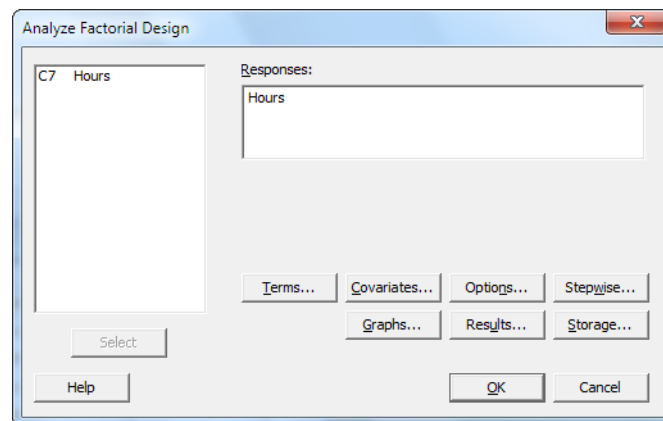 Analyze Factorial Design
x
C7 Hours
Responses:
Hours
Terms... Covariates... Options... Stepwise...
Graphs... Results... Storage...
Select
Help
OK Cancel